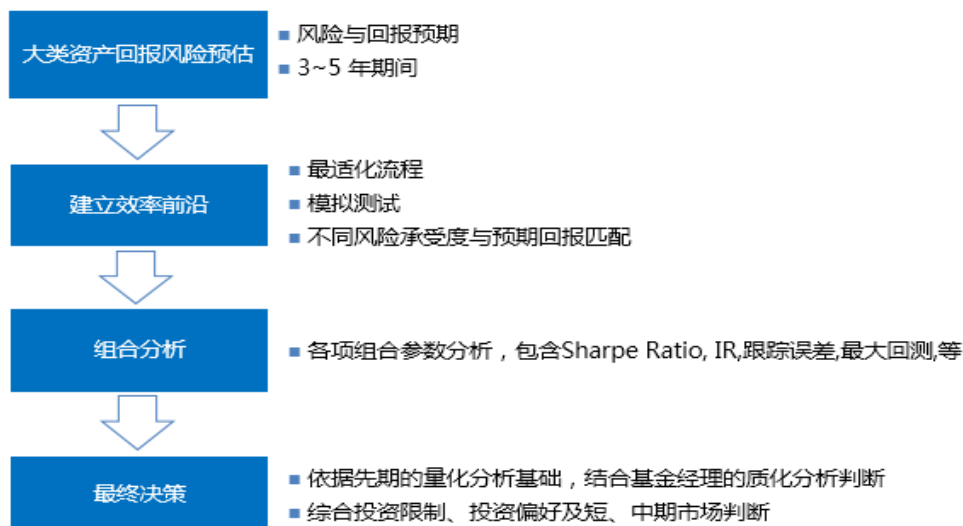 大类资产回报风险预估
■ 风险与回报预期
■ 3~5 年期间
建立效率前沿
■ 最适化流程
■ 模拟测试
■ 不同风险承受度与预期回报匹配
组合分析
■ 各项组合参数分析，包含Sharpe Ratio, IR,跟踪误差,最大回测,等
最终决策
■ 依据先期的量化分析基础，结合基金经理的质化分析判断
■ 综合投资限制、投资偏好及短、中期市场判断